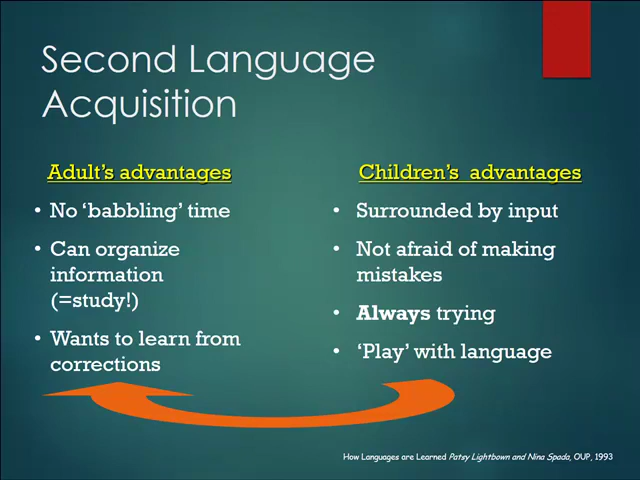 Second Language
Acquisition
Adult's advantages
• No 'babbling' time
• Can organize
information
(=study!)
• Wants to learn from
corrections
Children's advantages
• Surrounded by input
• Not afraid of making
mistakes
• Always trying
• 'Play' with language
How Languages are Learned Patsy Lightbown and Nina Spada, OUP, 1993